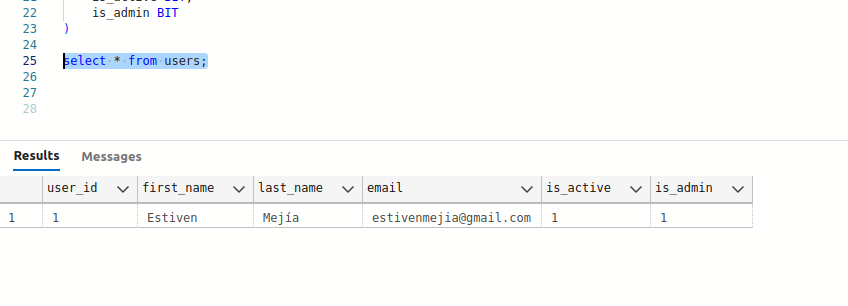 22 is_admin BIT
23 )
24
25 select * from users;
26
27
28
Results Messages
user_id first_name last_name email is_active is_admin
1 1 Estiven Mejía estivenmejia@gmail.com 1 1